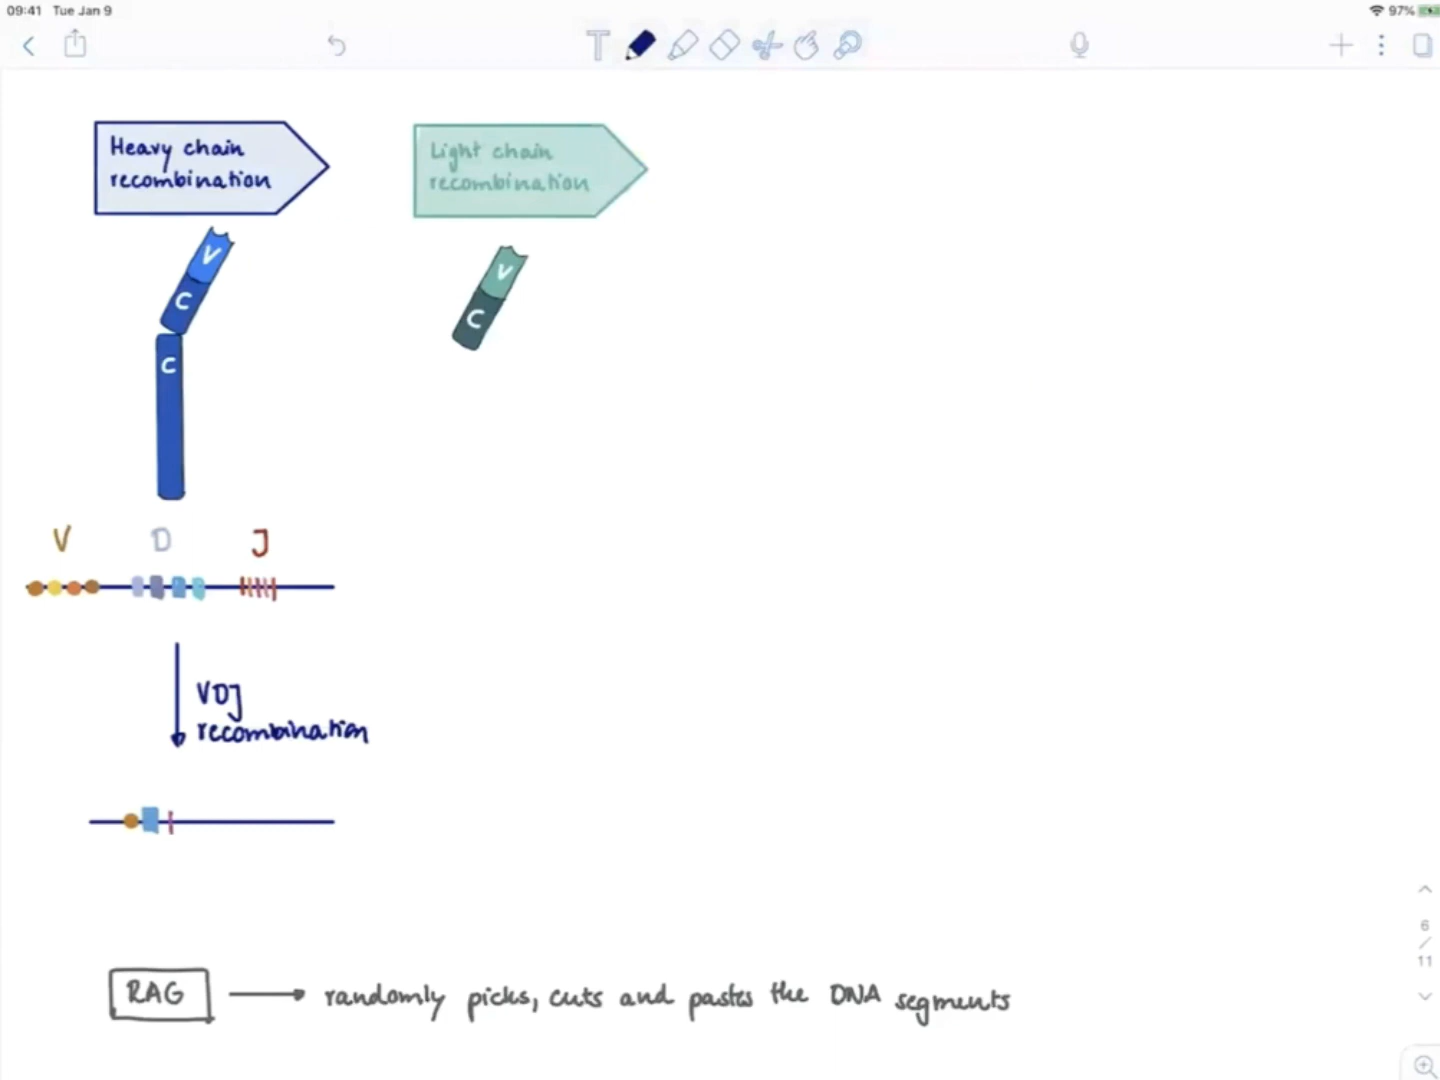 09:41 Tue Jan 9
97%
T
Heavy chain
recombination
Light chain
recombination
V
C
C
V
C
V D J
VDJ
recombination
6
/
11
RAG
randomly picks, cuts and pastes the DNA segments